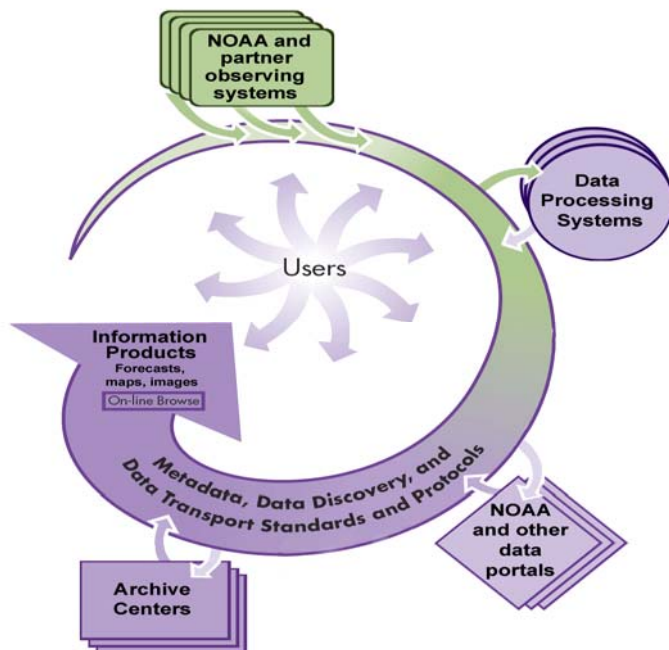 NOAA and
partner
observing
systems
Data
Processing
Systems
Users
Information
Products
Forecasts,
maps, images
On-line Browse
Metadata, Data Discovery, and
Data Transport Standards and Protocols
NOAA
and other
data
portals
Archive
Centers